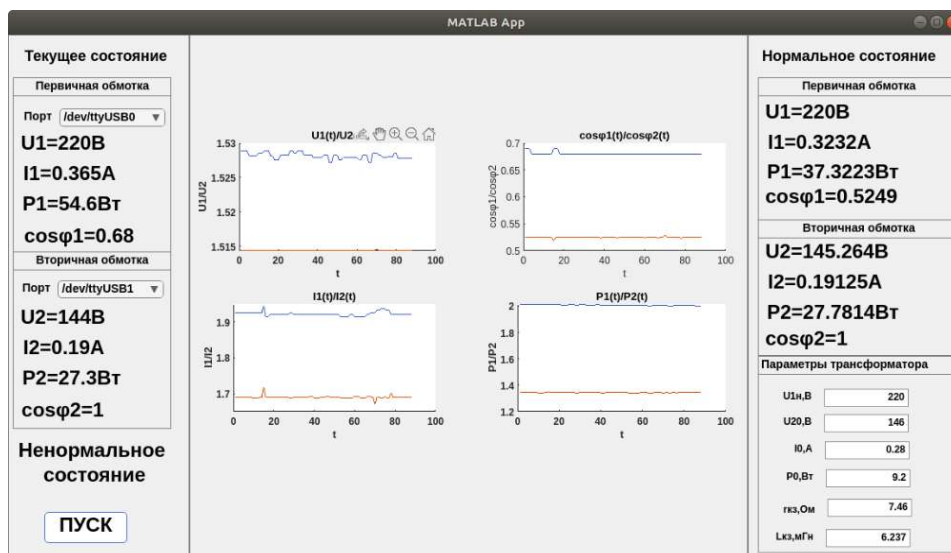 MATLAB App
Текущее состояние
Первичная обмотка
Порт /dev/ttyUSB0
U1=220В
I1=0.365А
P1=54.6Вт
cosφ1=0.68
Вторичная обмотка
Порт /dev/ttyUSB1
U2=144В
I2=0.19А
P2=27.3Вт
cosφ2=1
Ненормальное
состояние
ПУСК
U1(t)/U2
1.53
1.525
1.52
1.515
U1/U2
0 20 40 60 80 100
t
cosφ1(t)/cosφ2(t)
0.7
0.65
0.6
0.55
0.5
cosφ1/cosφ2
0 20 40 60 80 100
t
I1(t)/I2(t)
1.9
1.8
1.7
I1/I2
0 20 40 60 80 100
t
P1(t)/P2(t)
2
1.8
1.6
1.4
1.2
P1/P2
0 20 40 60 80 100
t
Нормальное состояние
Первичная обмотка
U1=220В
I1=0.3232А
P1=37.3223Вт
cosφ1=0.5249
Вторичная обмотка
U2=145.264В
I2=0.19125А
P2=27.7814Вт
cosφ2=1
Параметры трансформатора
U1н,В 220
U20,В 146
I0,А 0.28
P0,Вт 9.2
rкз,Ом 7.46
Lкз,мГн 6.237